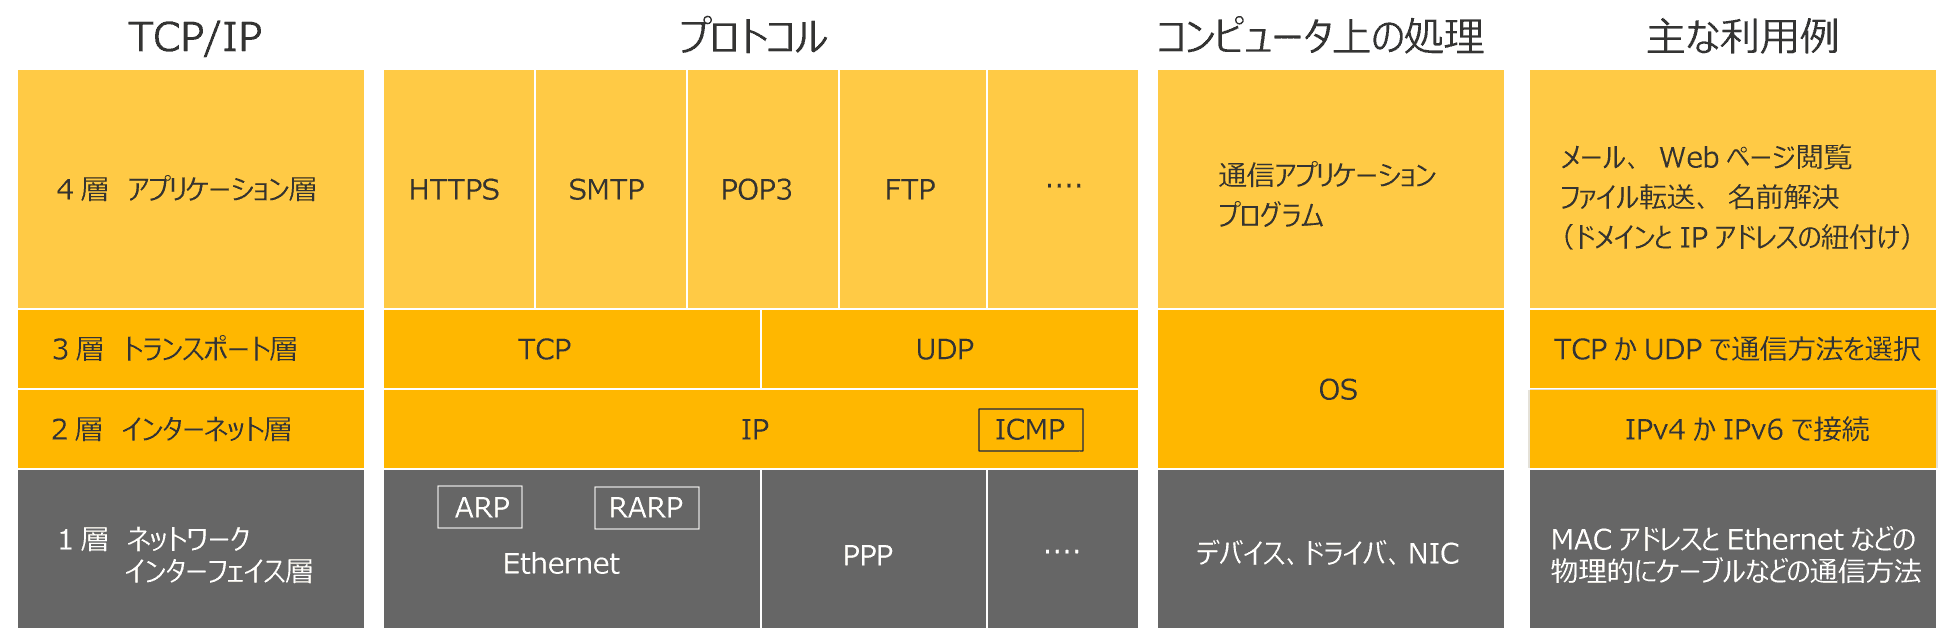 TCP/IP
プロトコル
コンピュータ上の処理
主な利用例
4層 アプリケーション層
HTTPS
SMTP
POP3
FTP
‥‥
通信アプリケーション
プログラム
メール、 Web ページ閲覧
ファイル転送、 名前解決
（ドメインと IP アドレスの紐付け）
3層 トランスポート層
TCP
UDP
OS
TCP か UDP で通信方法を選択
2層 インターネット層
IP
ICMP
IPv4 か IPv6 で接続
1層 ネットワーク
インターフェイス層
ARP
RARP
Ethernet
PPP
‥‥
デバイス、ドライバ、NIC
MAC アドレスと Ethernet などの
物理的にケーブルなどの通信方法